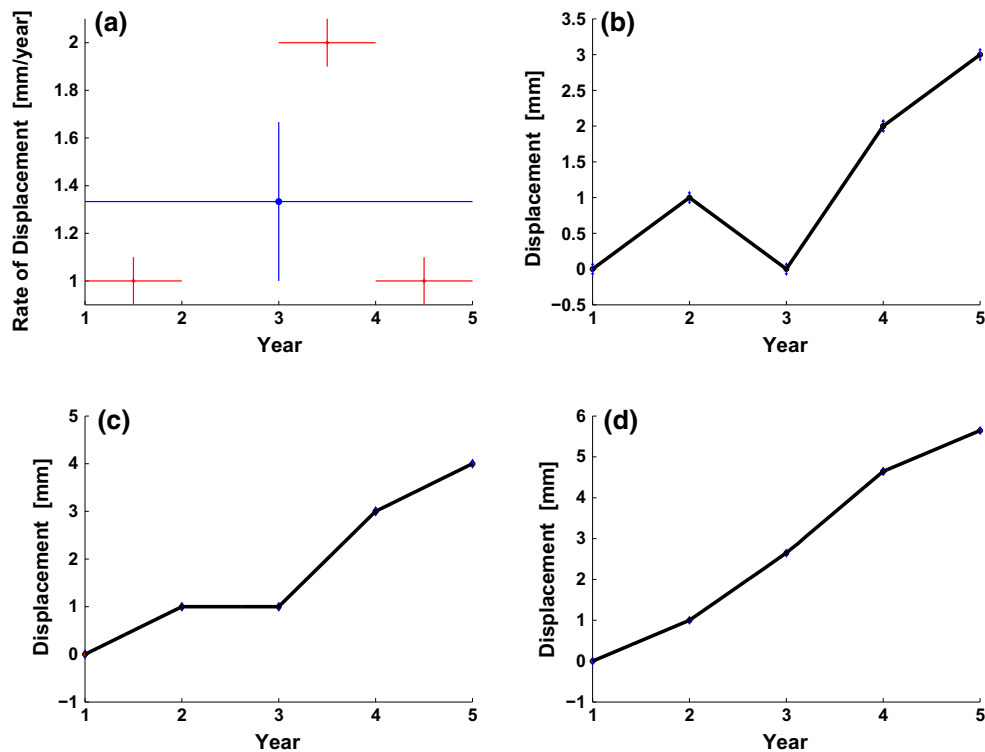 (a)
Rate of Displacement [mm/year]
2
1.8
1.6
1.4
1.2
1
1 2 3 4 5
Year
(b)
Displacement [mm]
3.5
3
2.5
2
1.5
1
0.5
0
−0.5
1 2 3 4 5
Year
(c)
Displacement [mm]
5
4
3
2
1
0
−1
1 2 3 4 5
Year
(d)
Displacement [mm]
6
5
4
3
2
1
0
−1
1 2 3 4 5
Year